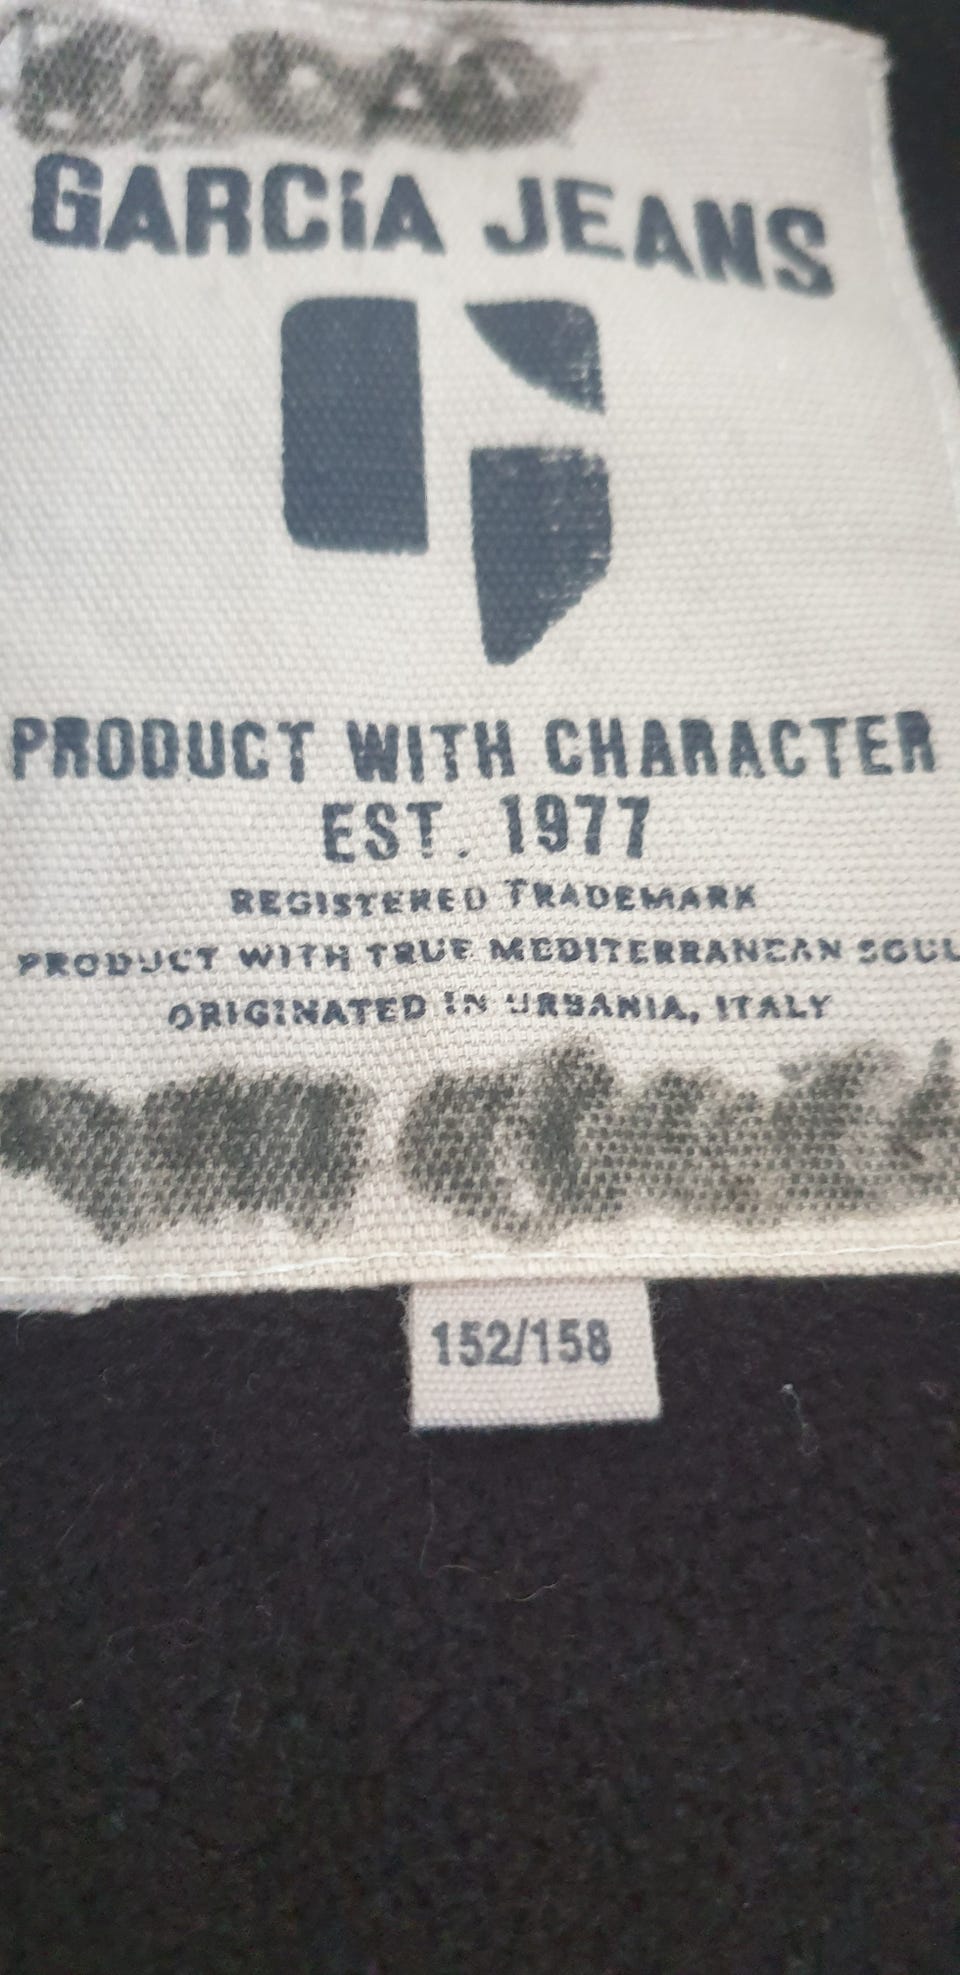 GARCiA JEANS
PRODUCT WITH CHARACTER
EST. 1977
REGISTERED TRADEMARK
PRODUCT WITH TRUE MEDITERRANEAN SOUL
ORIGINATED IN URBANIA, ITALY
152/158